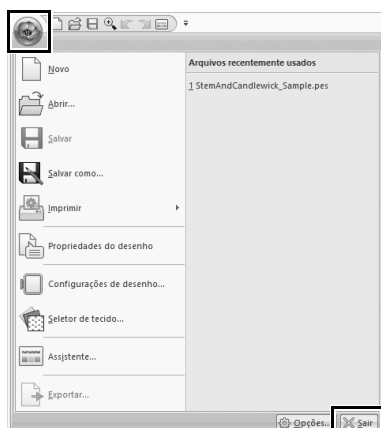 Novo
Abrir...
Salvar
Salvar como...
Imprimir
Propriedades do desenho
Configurações de desenho...
Seletor de tecido...
Assistente...
Exportar...
Arquivos recentemente usados
1 StemAndCandlewick_Sample.pes
Opções... Sair